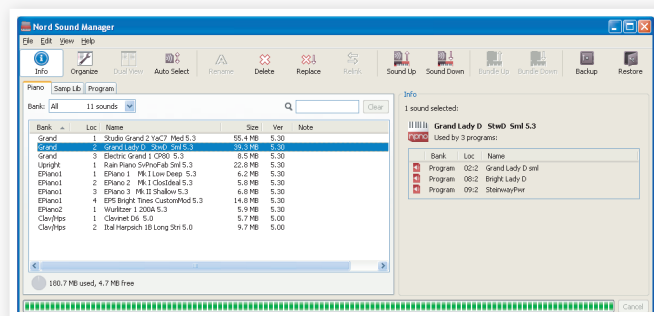 Nord Sound Manager
File Edit View Help
Info Organize Dual View Auto Select Rename Delete Replace Relink Sound Up Sound Down Bundle Up Bundle Down Backup Restore
Piano Samp Lib Program
Bank: All 11 sounds Clear
Bank Loc Name Size Ver Note
Grand 1 Studio Grand 2 YaC7 Med 5.3 55.4 MB 5.30
Grand 2 Grand Lady D StwD Sml 5.3 39.3 MB 5.30
Grand 3 Electric Grand 1 CP80 5.3 8.5 MB 5.30
Upright 1 Rain Piano SvPnoFab Sml 5.3 22.8 MB 5.30
EPiano1 1 EPiano 1 Mk I Low Deep 5.3 6.2 MB 5.30
EPiano1 2 EPiano 2 Mk I ClosIdeal 5.3 5.8 MB 5.30
EPiano1 3 EPiano 3 Mk II Shallow 5.3 6.8 MB 5.30
EPiano1 4 EP5 Bright Times CustomMod 5.3 14.8 MB 5.30
EPiano2 1 Wurlitzer 1 200A 5.3 5.9 MB 5.30
Clav/Hps 1 Clavinet D6 5.0 5.7 MB 5.00
Clav/Hps 2 Ital Harpsich 1B Long Stri 5.0 9.7 MB 5.00
180.7 MB used, 4.7 MB free
Info
1 sound selected:
Grand Lady D StwD Sml 5.3
npno Used by 3 programs:
Bank Loc Name
Program 02:2 Grand Lady D sml
Program 08:2 Bright Lady D
Program 09:2 SteinwayPwr
Cancel